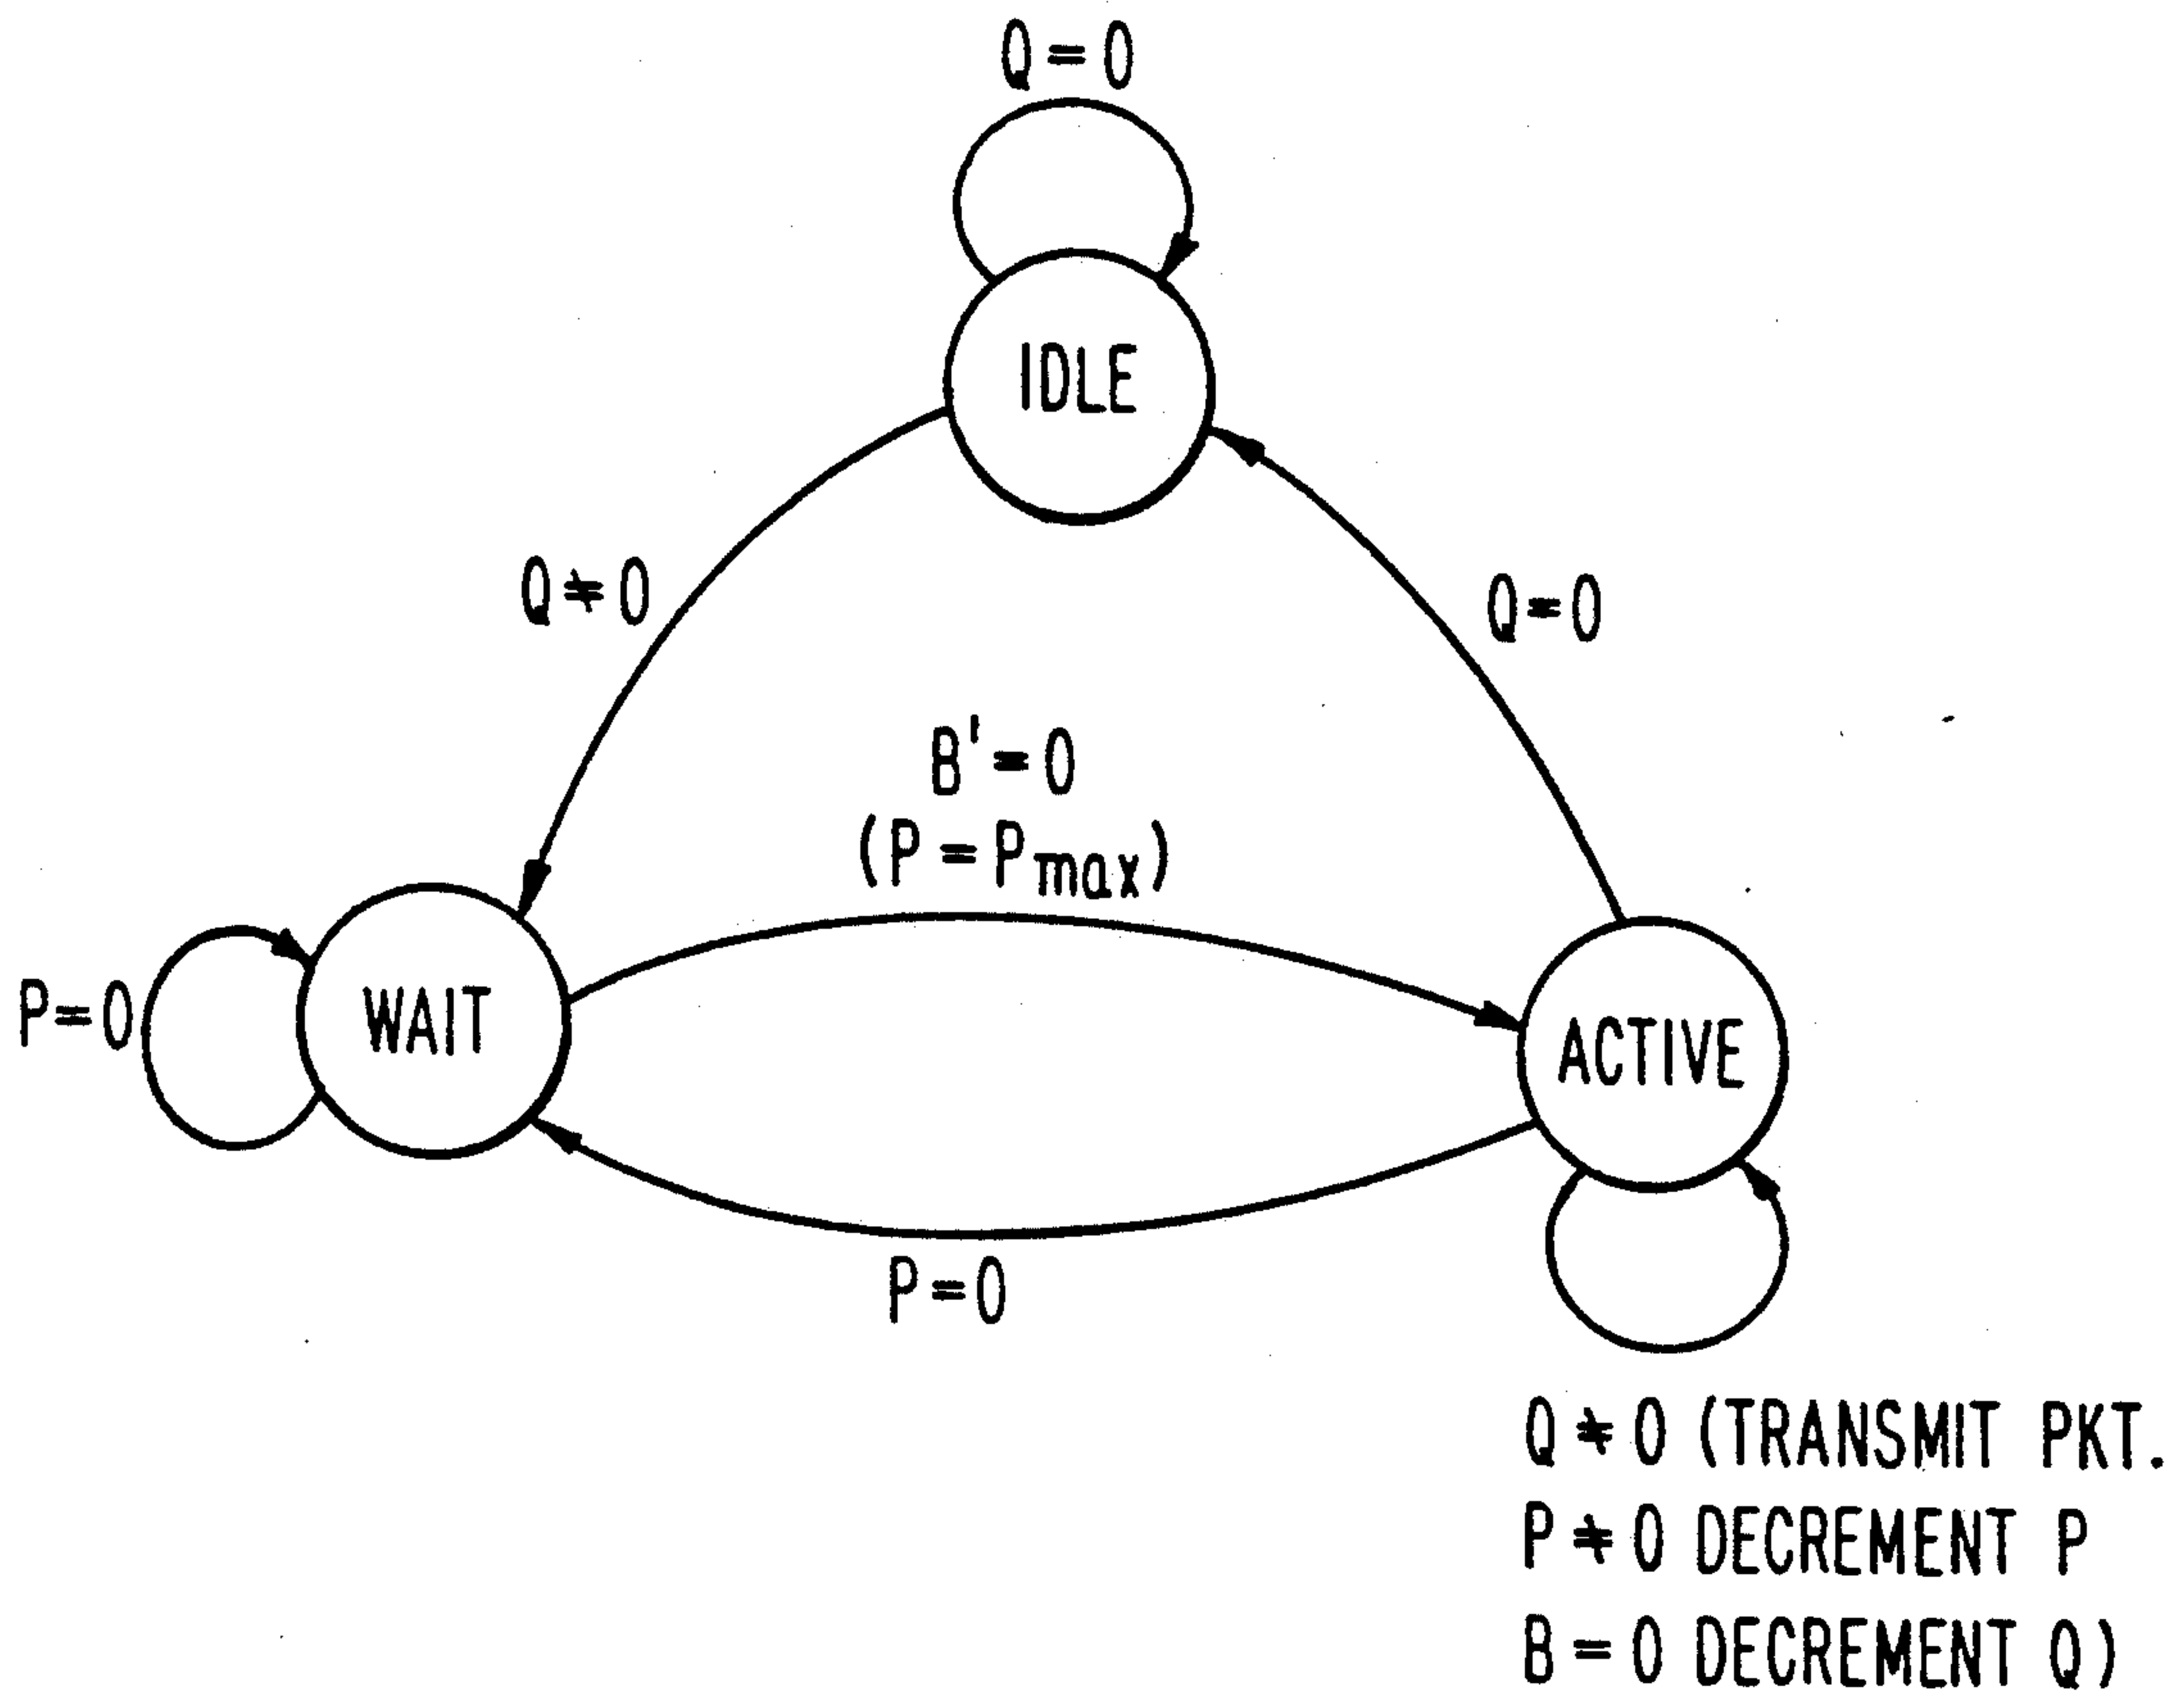 Q = 0
IDLE
Q ≠ 0
Q = 0
B' = 0
(P = Pmax)
P = 0
WAIT
ACTIVE
P = 0
Q ≠ 0 (TRANSMIT PKT.
P ≠ 0 DECREMENT P
B = 0 DECREMENT Q)